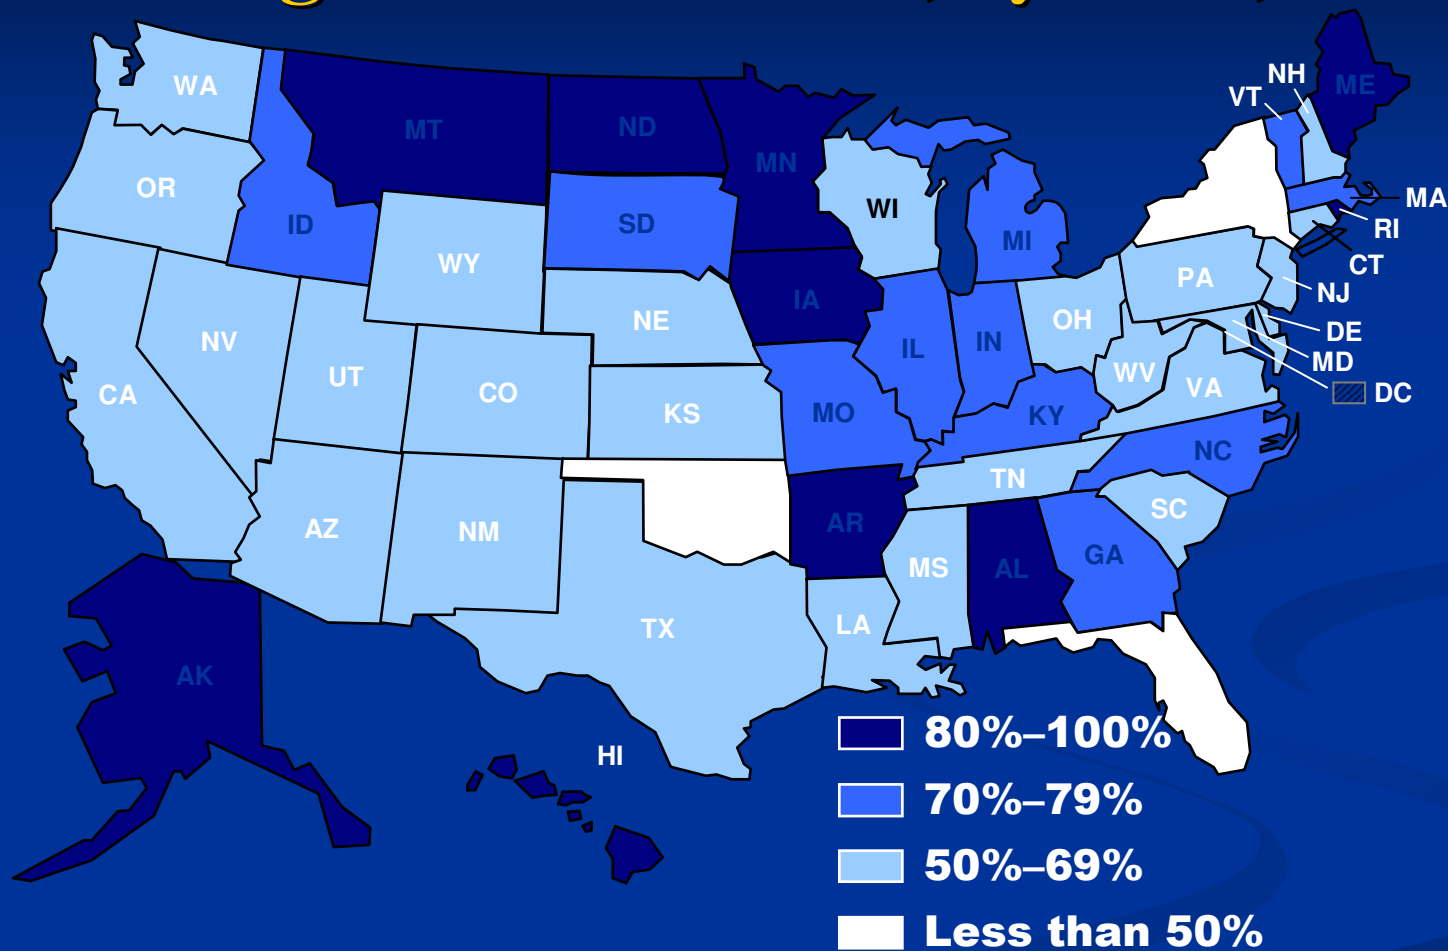 NH
VT
ME
WA
MT
ND
MN
OR
ID
SD
WI
MI
MA
RI
CT
WY
IA
PA
NJ
NE
OH
DE
NV
UT
IL
IN
MD
CA
CO
KS
MO
KY
WV
VA
DC
NC
TN
AZ
NM
AR
SC
MS
AL
GA
TX
LA
AK
HI
80%–100%
70%–79%
50%–69%
Less than 50%